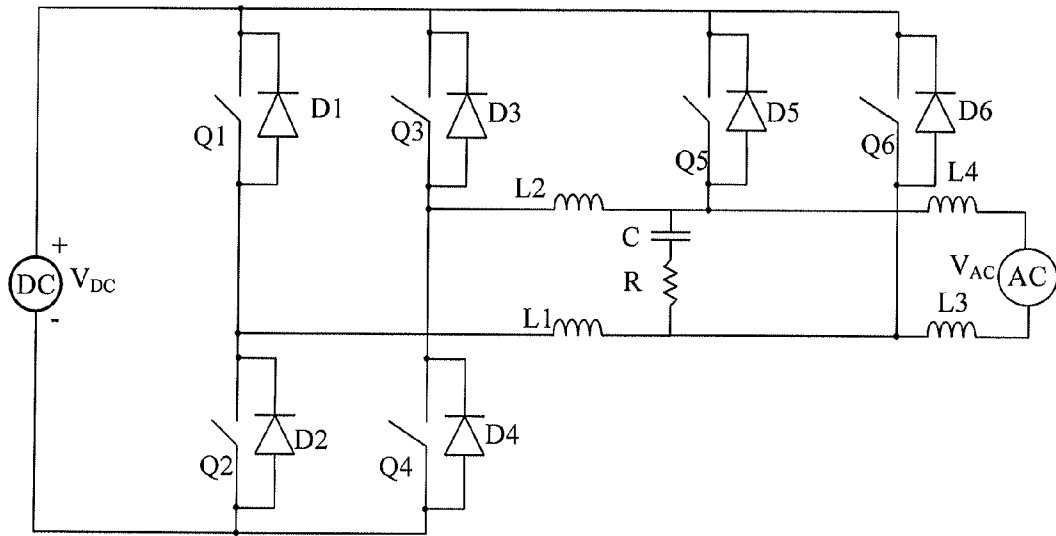 D1
D3
D5
D6
Q1
Q3
Q5
Q6
L2
L4
C
+
DC
VDC
R
VAC
AC
-
L1
L3
D2
D4
Q2
Q4